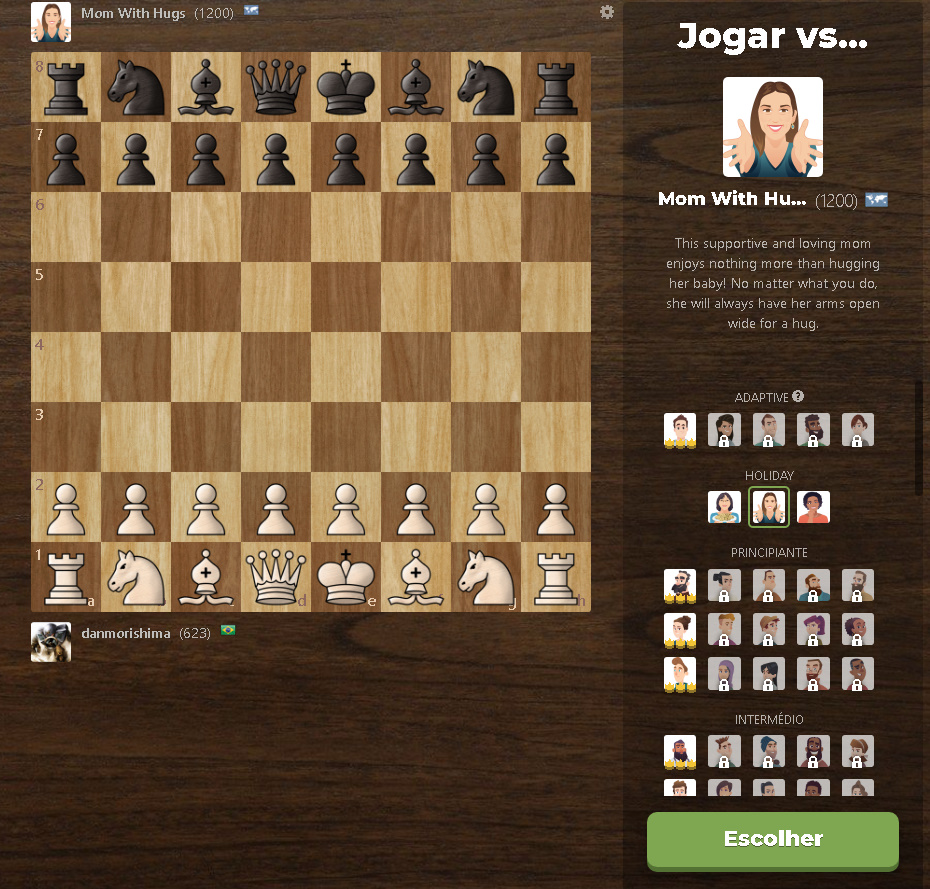 Mom With Hugs (1200)
8
7
6
5
4
3
2
1
a
c
d
e
g
h
danmorishima (623)
Jogar vs...
Mom With Hu... (1200)
This supportive and loving mom
enjoys nothing more than hugging
her baby! No matter what you do,
she will always have her arms open
wide for a hug.
ADAPTIVE ?
HOLIDAY
PRINCIPIANTE
INTERMÉDIO
Escolher